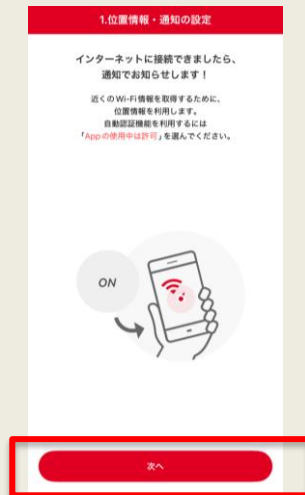 1.位置情報・通知の設定
インターネットに接続できましたら、
通知でお知らせします！
近くのWi-Fi情報を取得するために、
位置情報を利用します。
自動認証機能を利用するには
「Appの使用中は許可」を選んでください。
ON
次へ